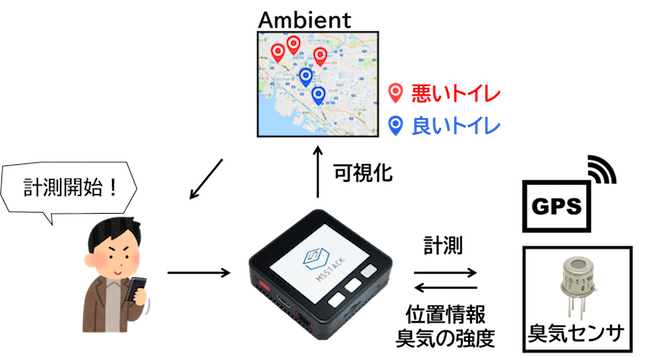 Ambient
悪いトイレ
良いトイレ
可視化
計測開始！
GPS
M5STACK
計測
位置情報
臭気の強度
臭気センサ